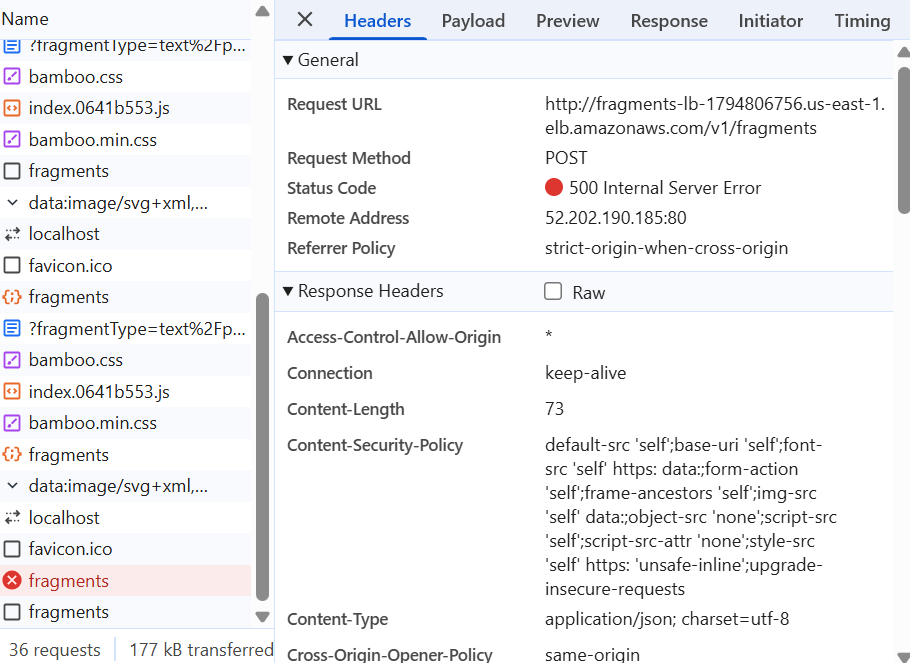 Name
?fragmentType=text%2Fp...
bamboo.css
index.0641b553.js
bamboo.min.css
fragments
data:image/svg+xml,...
localhost
favicon.ico
fragments
?fragmentType=text%2Fp...
bamboo.css
index.0641b553.js
bamboo.min.css
fragments
data:image/svg+xml,...
localhost
favicon.ico
fragments
fragments
36 requests 177 kB transferred
Headers Payload Preview Response Initiator Timing
General
Request URL http://fragments-lb-1794806756.us-east-1.
elb.amazonaws.com/v1/fragments
Request Method POST
Status Code 500 Internal Server Error
Remote Address 52.202.190.185:80
Referrer Policy strict-origin-when-cross-origin
Response Headers Raw
Access-Control-Allow-Origin *
Connection keep-alive
Content-Length 73
Content-Security-Policy default-src 'self';base-uri 'self';font-
src 'self' https: data:;form-action
'self';frame-ancestors 'self';img-src
'self' data:;object-src 'none';script-src
'self';script-src-attr 'none';style-src
'self' https: 'unsafe-inline';upgrade-
insecure-requests
Content-Type application/json; charset=utf-8
Cross-Origin-Opener-Policy same-origin